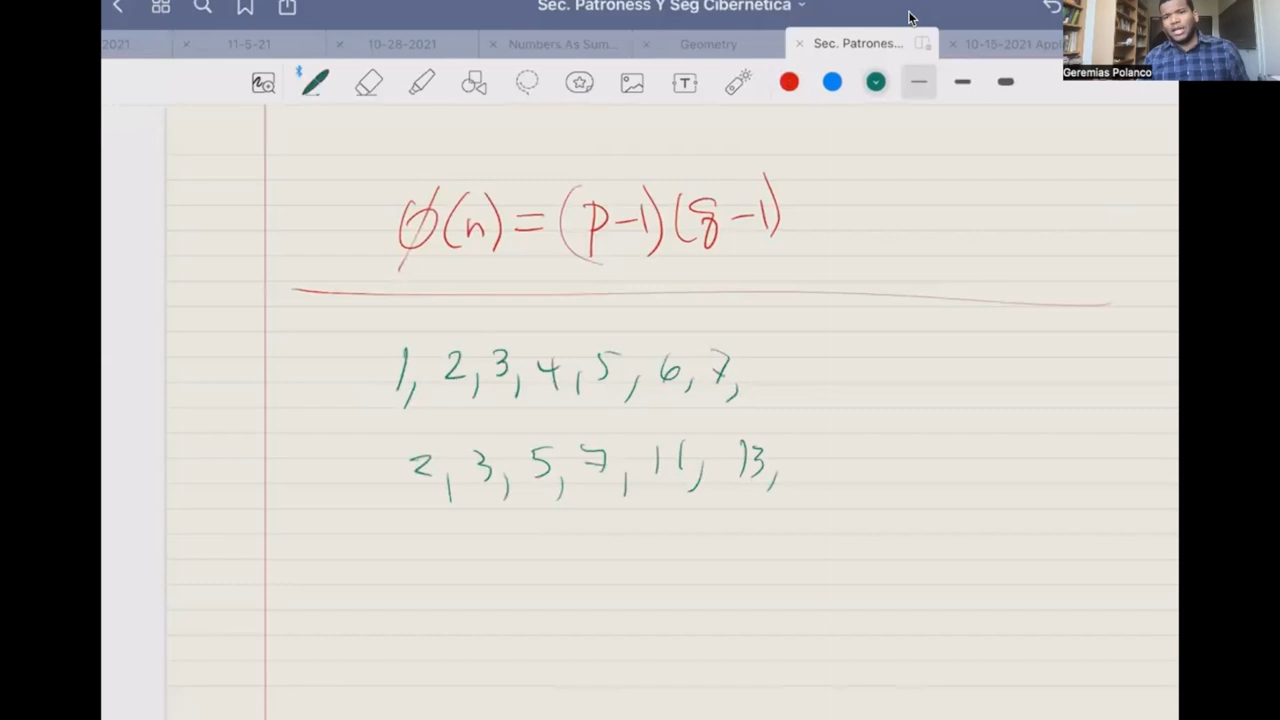 Sec. Patroness Y Seg Cibernetica
2021 × 11-5-21 × 10-28-2021 × Numbers As Sum... × Geometry × Sec. Patrones... × 10-15-2021 Appl
Geremias Polanco
ϕ(n) = (p-1)(q-1)
1, 2, 3, 4, 5, 6, 7,
2, 3, 5, 7, 11, 13,